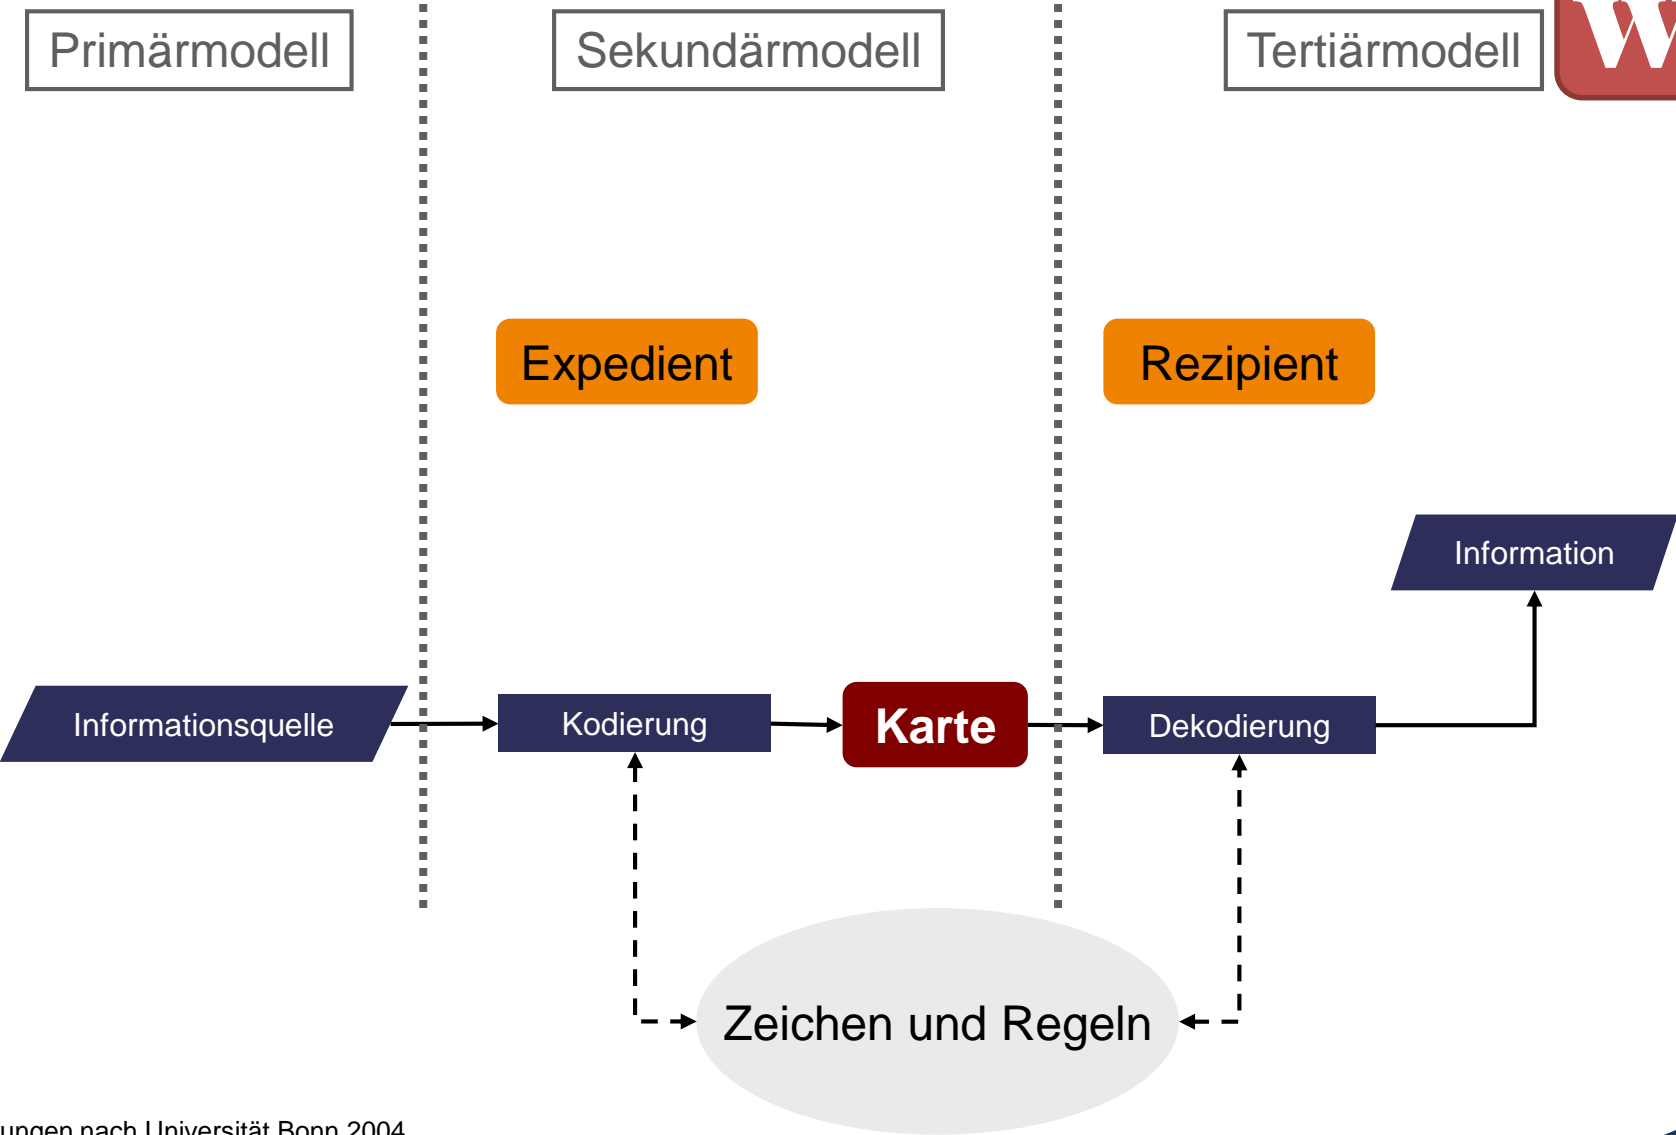 Primärmodell
Sekundärmodell
Tertiärmodell
W
Expedient
Rezipient
Information
Informationsquelle
Kodierung
Karte
Dekodierung
Zeichen und Regeln
nach Universität Bonn 2004